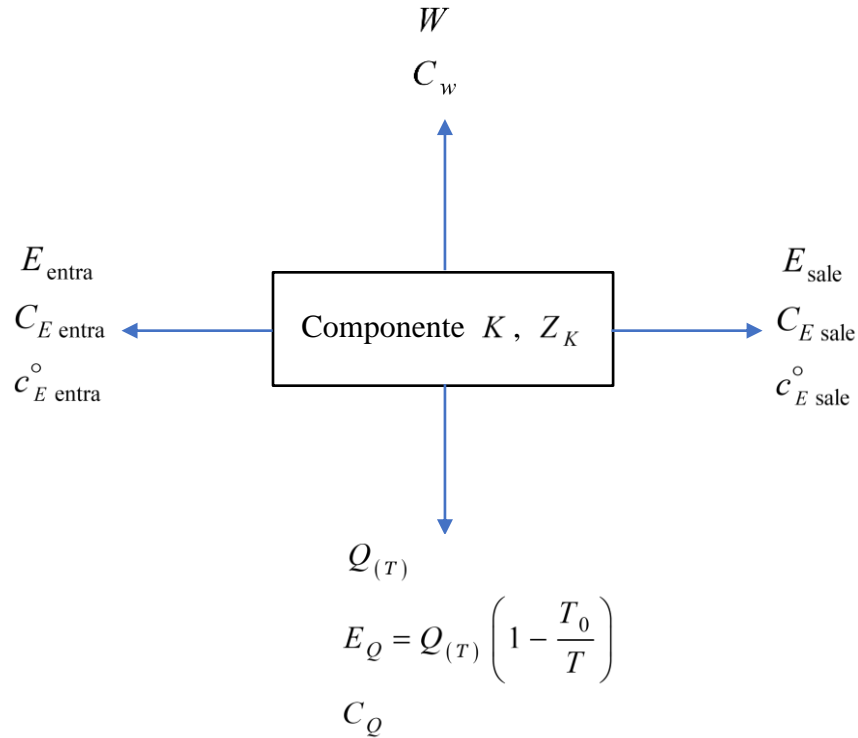 W
C_w
E_entra
C_E entra
c°_E entra
Componente K , Z_K
E_sale
C_E sale
c°_E sale
Q_(T)
E_Q = Q_(T) (1 − T_0/T)
C_Q